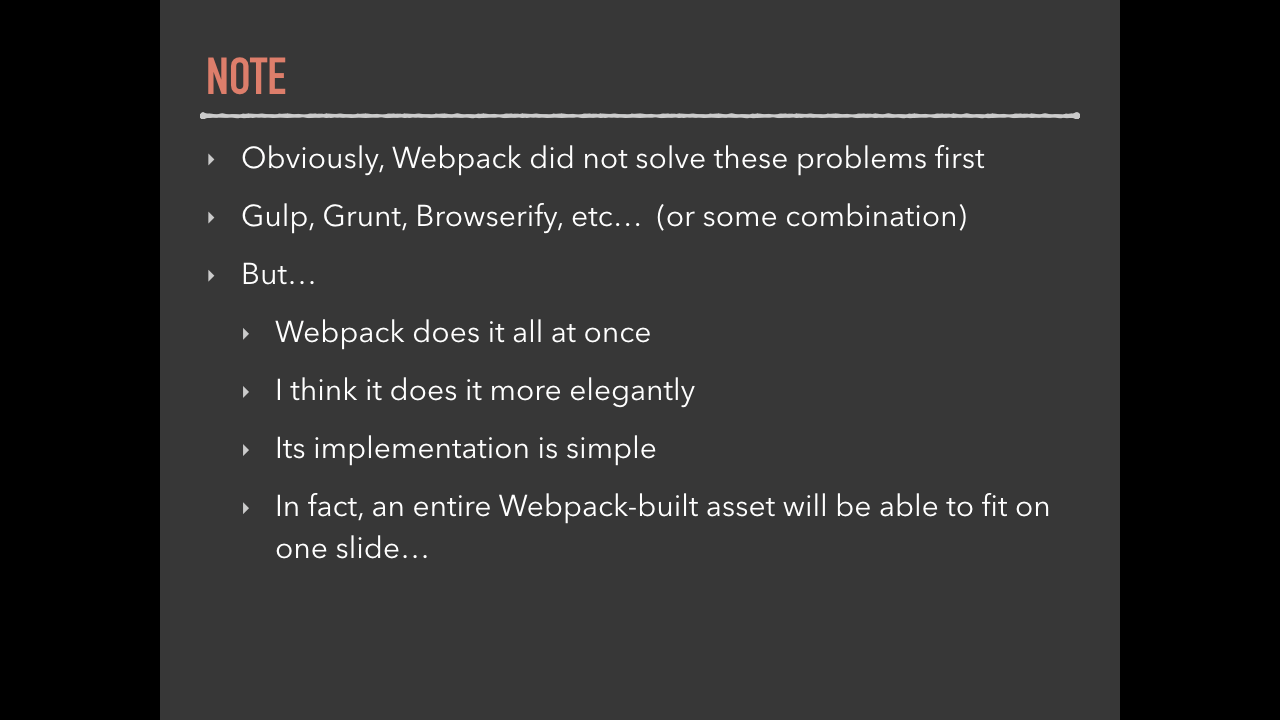 NOTE
Obviously, Webpack did not solve these problems first
Gulp, Grunt, Browserify, etc… (or some combination)
But…
Webpack does it all at once
I think it does it more elegantly
Its implementation is simple
In fact, an entire Webpack-built asset will be able to fit on
one slide…